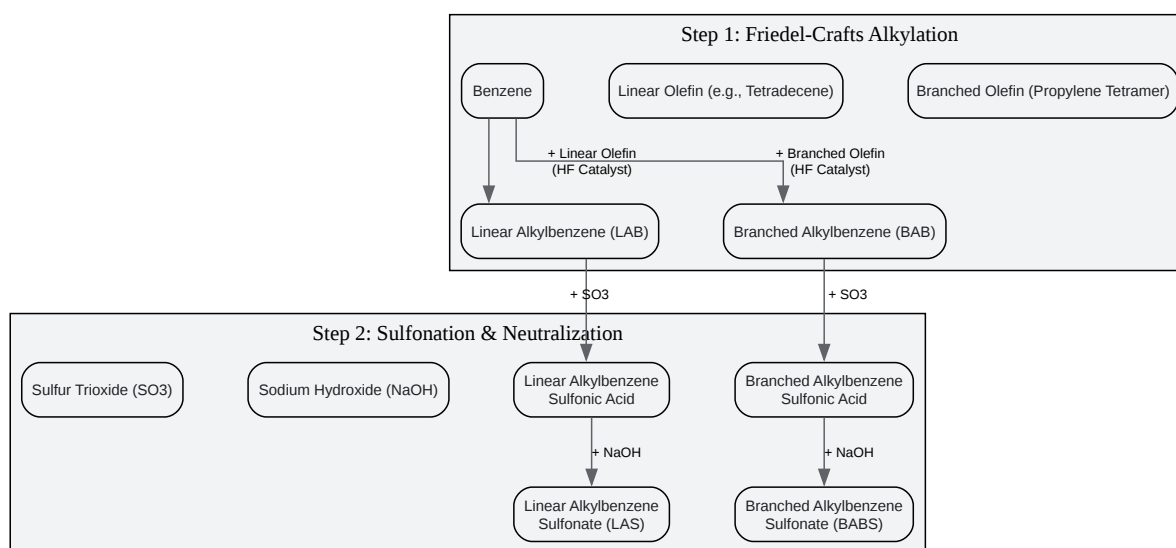 Step 1: Friedel-Crafts Alkylation
Benzene
Linear Olefin (e.g., Tetradecene)
Branched Olefin (Propylene Tetramer)
+ Linear Olefin
(HF Catalyst)
+ Branched Olefin
(HF Catalyst)
Linear Alkylbenzene (LAB)
Branched Alkylbenzene (BAB)
+ SO3
+ SO3
Step 2: Sulfonation & Neutralization
Sulfur Trioxide (SO3)
Sodium Hydroxide (NaOH)
Linear Alkylbenzene
Sulfonic Acid
Branched Alkylbenzene
Sulfonic Acid
+ NaOH
+ NaOH
Linear Alkylbenzene
Sulfonate (LAS)
Branched Alkylbenzene
Sulfonate (BABS)